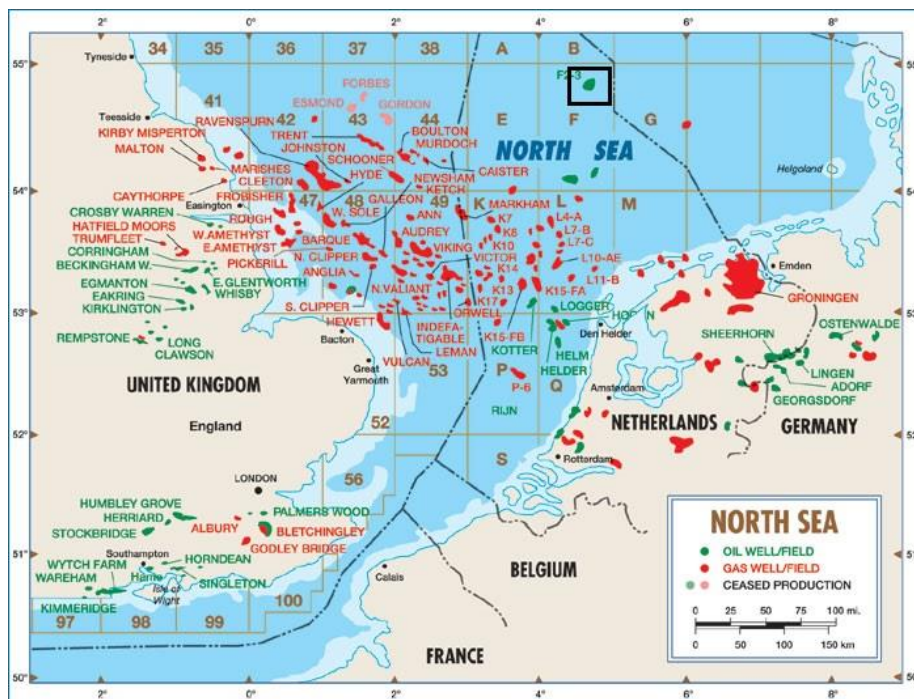 2°
0°
2°
4°
6°
8°
34
35
36
37
38
A
B
Tyneside
55°
55°
F2-3
FORBES
ESMOND
GORDON
41
42
43
44
E
F
G
Teesside
RAVENSPURN
KIRBY MISPERTON
MALTON
TRENT
JOHNSTON
SCHOONER
HYDE
BOULTON
MURDOCH
NORTH SEA
Helgoland
MARISHES
CLEETON
NEWSHAM
KETCH
CAISTER
54°
54°
CAYTHORPE
FROBISHER
47
48
GALLEON
49
K
MARKHAM
L
M
Easington
CROSBY WARREN
ROUGH
W. SOLE
ANN
K7
L4-A
HATFIELD MOORS
TRUMFLEET
W.AMETHYST
E.AMETHYST
BARQUE
AUDREY
K8
L7-B
L7-C
CORRINGHAM
BECKINGHAM W.
PICKERILL
N. CLIPPER
VIKING
VICTOR
K10
K14
L10-AE
Emden
EGMANTON
E.GLENTWORTH
WHISBY
ANGLIA
N.VALIANT
K13
K15-FA
L11-B
EAKRING
KIRKLINGTON
S. CLIPPER
ORWELL
K17
LOGGER
GRONINGEN
53°
53°
HEWETT
INDEFA-
TIGABLE
K15-FB
KOTTER
Den Helder
SHEERHORN
OSTENWALDE
REMPSTONE
LONG
CLAWSON
Bacton
LEMAN
VULCAN
HELM
HELDER
LINGEN
ADORF
GEORGSDORF
UNITED KINGDOM
Great
Yarmouth
53
P
P-6
Q
Amsterdam
England
RIJN
NETHERLANDS
GERMANY
52°
52
52°
S
Rotterdam
LONDON
56
HUMBLEY GROVE
HERRIARD
STOCKBRIDGE
ALBURY
PALMERS WOOD
BLETCHINGLEY
GODLEY BRIDGE
51°
51°
Southampton
HORNDEAN
WYTCH FARM
WAREHAM
SINGLETON
Isle of
Wight
KIMMERIDGE
Calais
BELGIUM
97
98
99
100
FRANCE
50°
50°
2°
0°
2°
4°
6°
8°
NORTH SEA
OIL WELL/FIELD
GAS WELL/FIELD
CEASED PRODUCTION
0 25 50 75 100 mi.
0 50 100 150 km